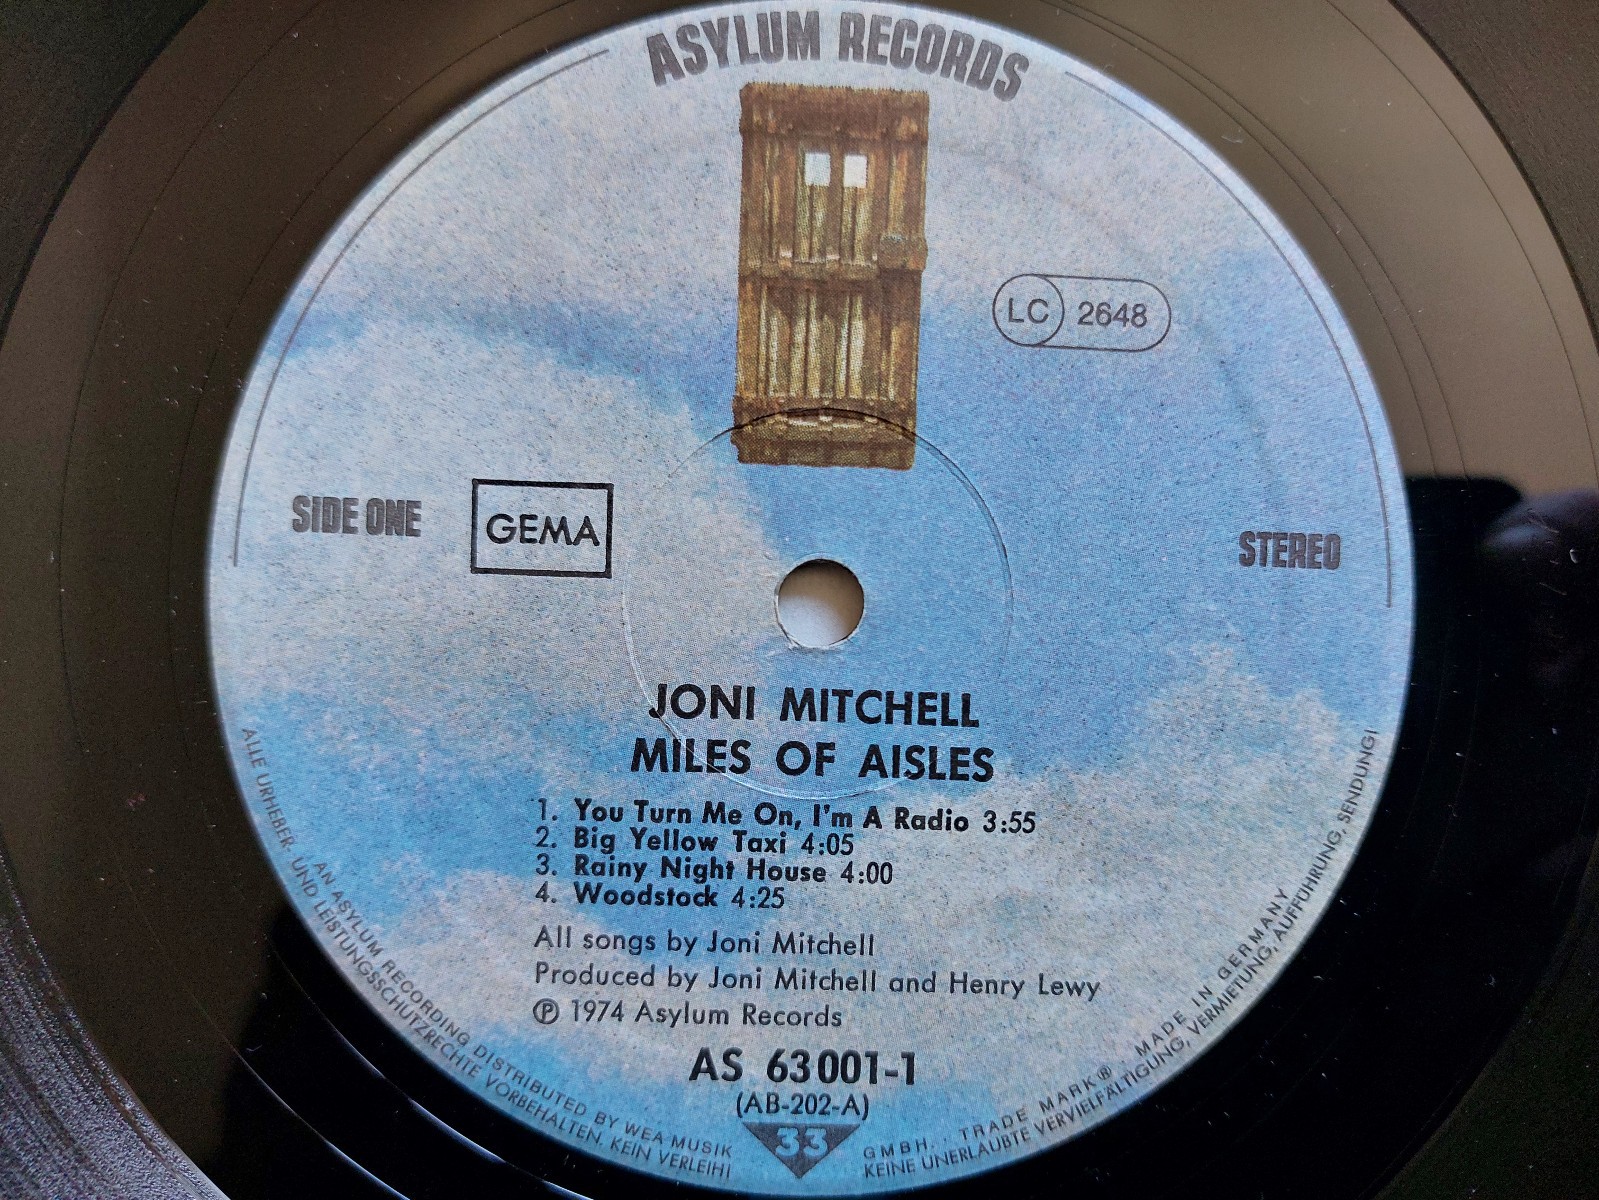 ASYLUM RECORDS
LC 2648
SIDE ONE
GEMA
STEREO
JONI MITCHELL
MILES OF AISLES
1. You Turn Me On, I'm A Radio 3:55
2. Big Yellow Taxi 4:05
3. Rainy Night House 4:00
4. Woodstock 4:25
All songs by Joni Mitchell
Produced by Joni Mitchell and Henry Lewy
℗ 1974 Asylum Records
AS 63001-1
(AB-202-A)
33
AN ASYLUM RECORDING DISTRIBUTED BY WEA MUSIK GMBH. · TRADE MARK® MADE IN GERMANY
ALLE URHEBER- UND LEISTUNGSSCHUTZRECHTE VORBEHALTEN. KEIN VERLEIH! KEINE UNERLAUBTE VERVIELFÄLTIGUNG, VERMIETUNG, AUFFÜHRUNG, SENDUNG!